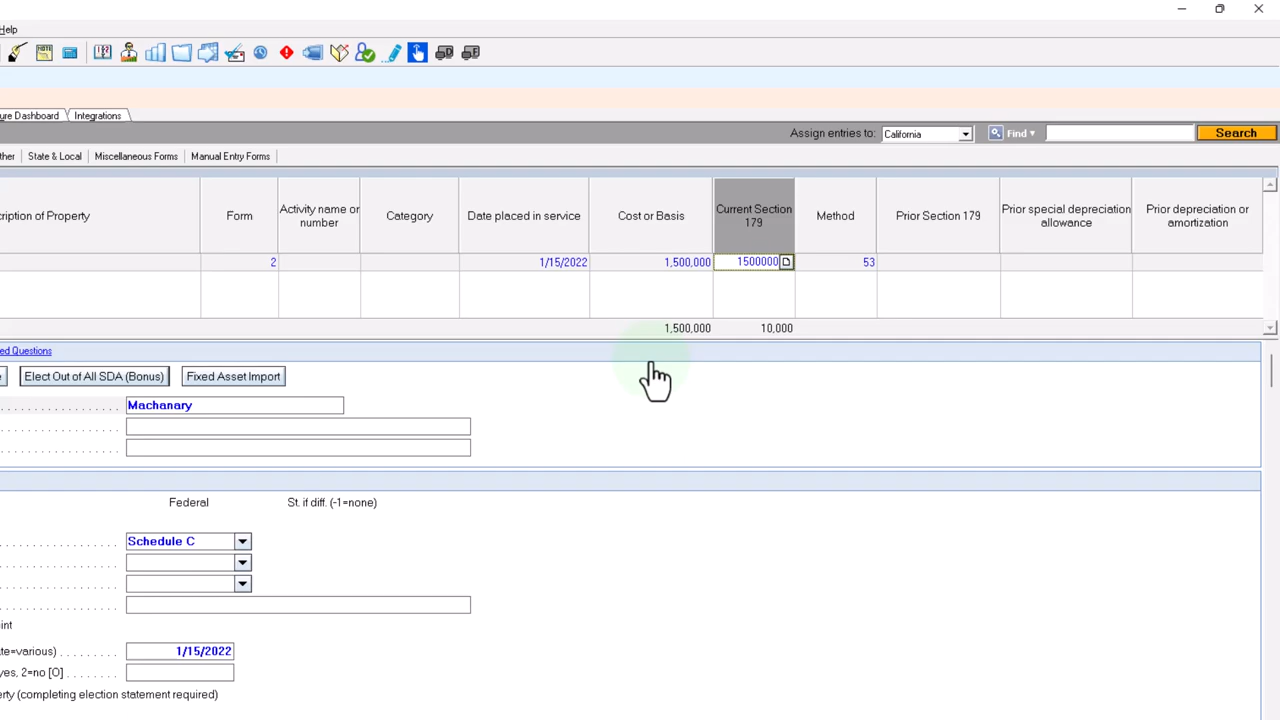 Help
ure Dashboard Integrations
Assign entries to: California Find Search
ther State & Local Miscellaneous Forms Manual Entry Forms
cription of Property Form Activity name or number Category Date placed in service Cost or Basis Current Section 179 Method Prior Section 179 Prior special depreciation allowance Prior depreciation or amortization
2 1/15/2022 1,500,000 1500000 53
1,500,000 10,000
ed Questions
e Elect Out of All SDA (Bonus) Fixed Asset Import
Machanary
Federal St. if diff. (-1=none)
Schedule C
int
ate=various) 1/15/2022
yes, 2=no [O]
erty (completing election statement required)